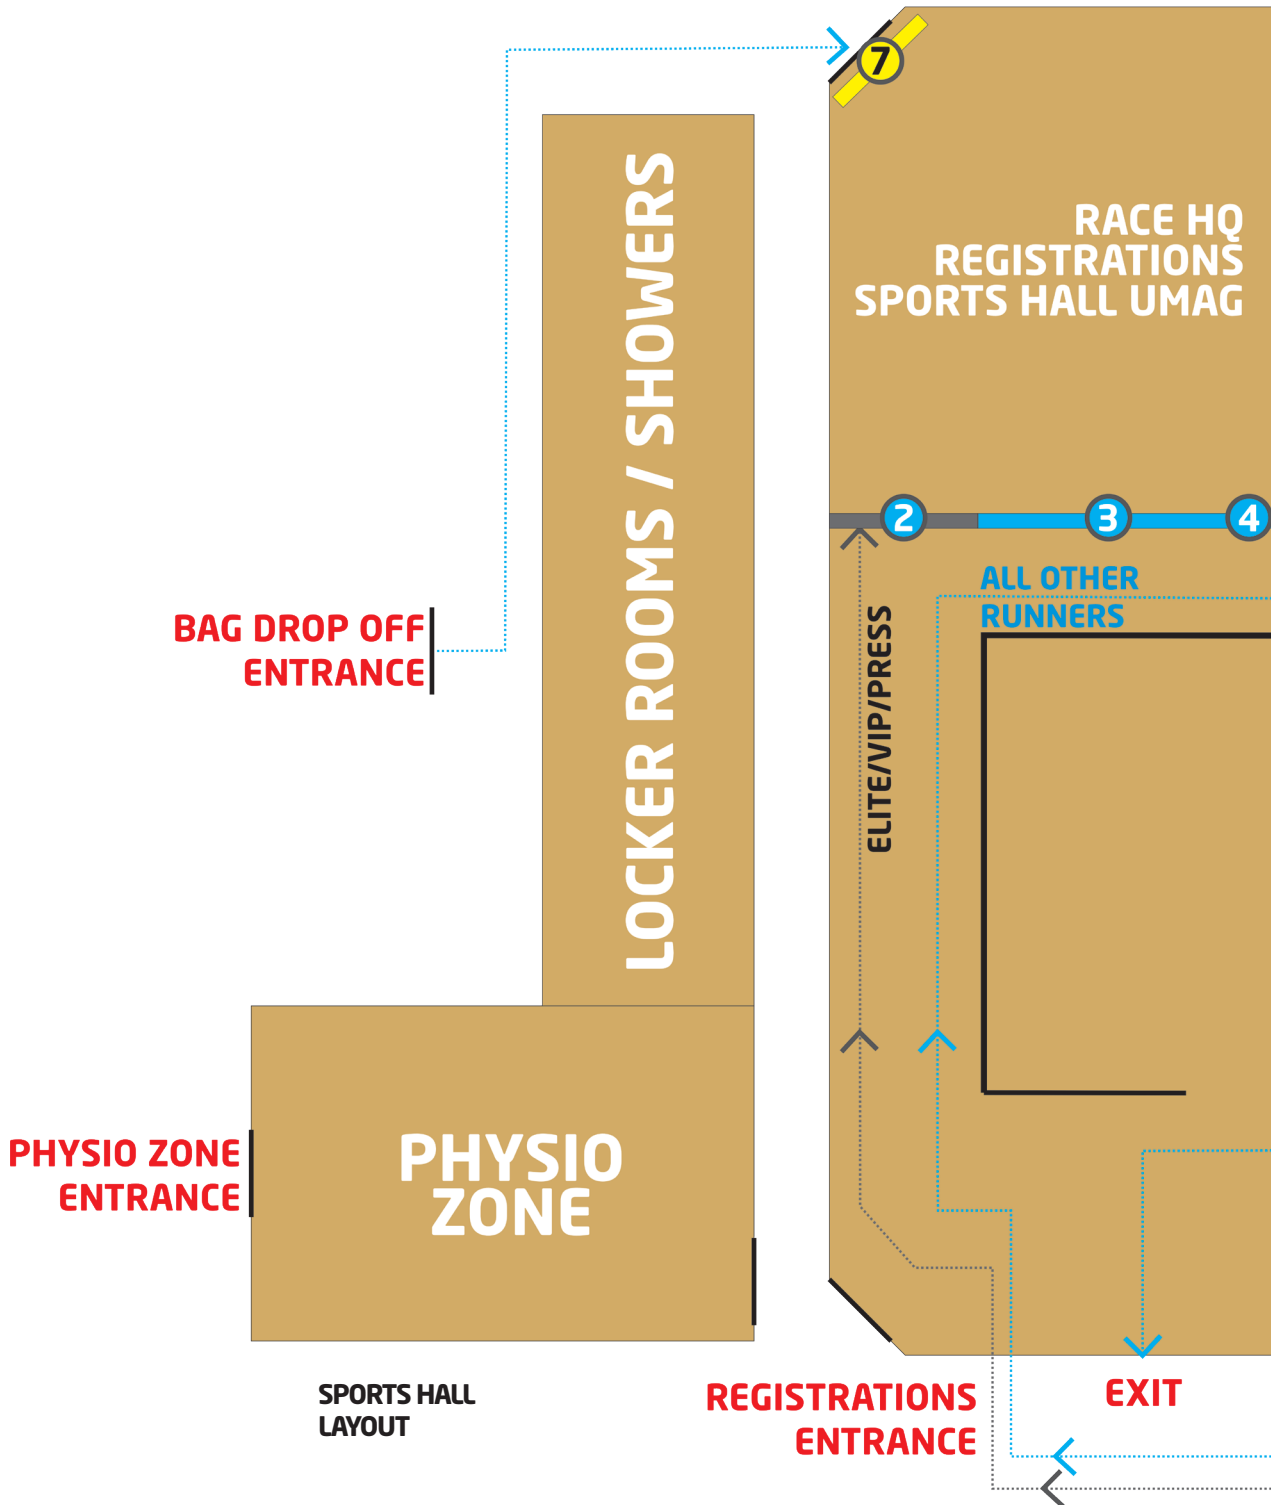 7
RACE HQ
REGISTRATIONS
SPORTS HALL UMAG
LOCKER ROOMS / SHOWERS
2
3
4
ALL OTHER
RUNNERS
ELITE/VIP/PRESS
BAG DROP OFF
ENTRANCE
PHYSIO ZONE
ENTRANCE
PHYSIO
ZONE
SPORTS HALL
LAYOUT
REGISTRATIONS
ENTRANCE
EXIT